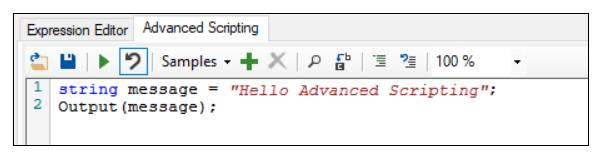 Expression Editor Advanced Scripting
Samples 100 %
1 string message = "Hello Advanced Scripting";
2 Output(message);